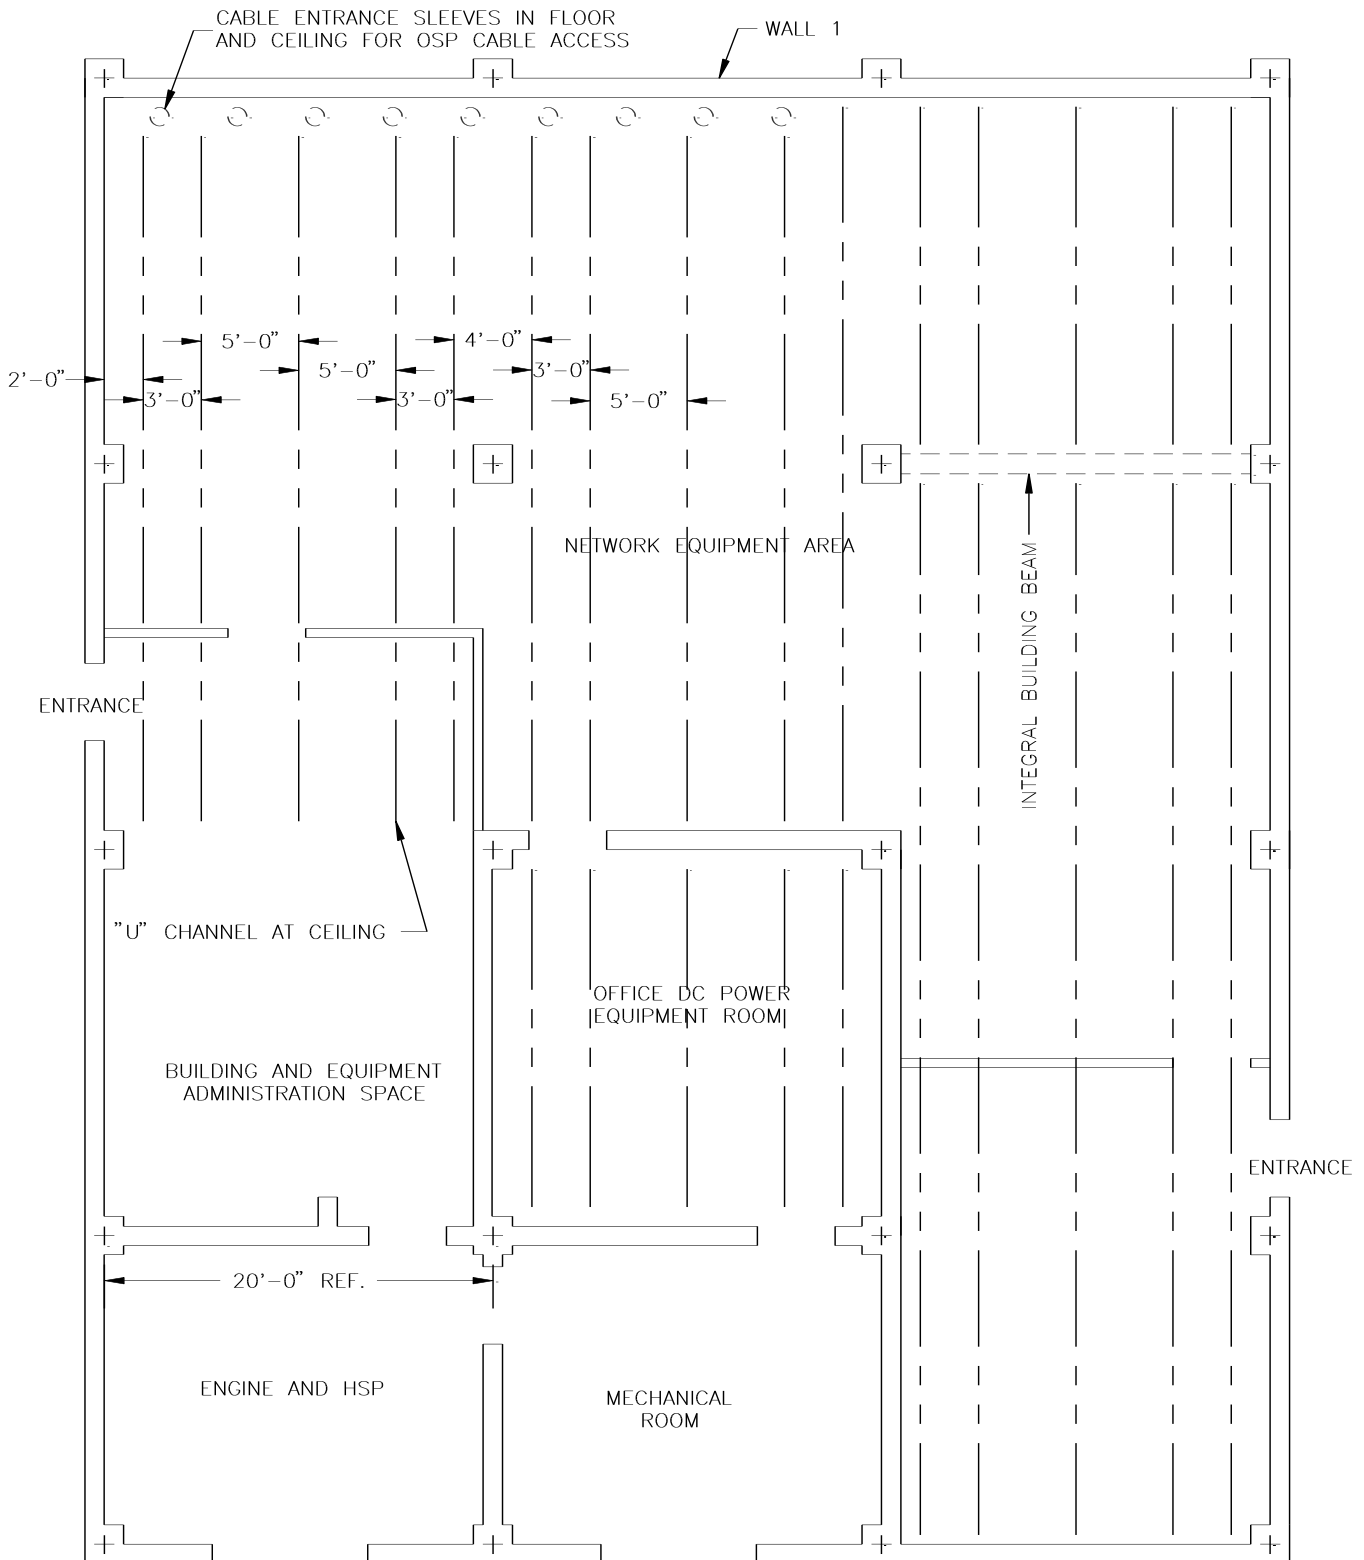 CABLE ENTRANCE SLEEVES IN FLOOR
AND CEILING FOR OSP CABLE ACCESS
WALL 1
5'-0"
4'-0"
2'-0"
5'-0"
3'-0"
3'-0"
3'-0"
5'-0"
NETWORK EQUIPMENT AREA
INTEGRAL BUILDING BEAM
ENTRANCE
"U" CHANNEL AT CEILING
OFFICE DC POWER
EQUIPMENT ROOM
BUILDING AND EQUIPMENT
ADMINISTRATION SPACE
ENTRANCE
20'-0" REF.
ENGINE AND HSP
MECHANICAL
ROOM